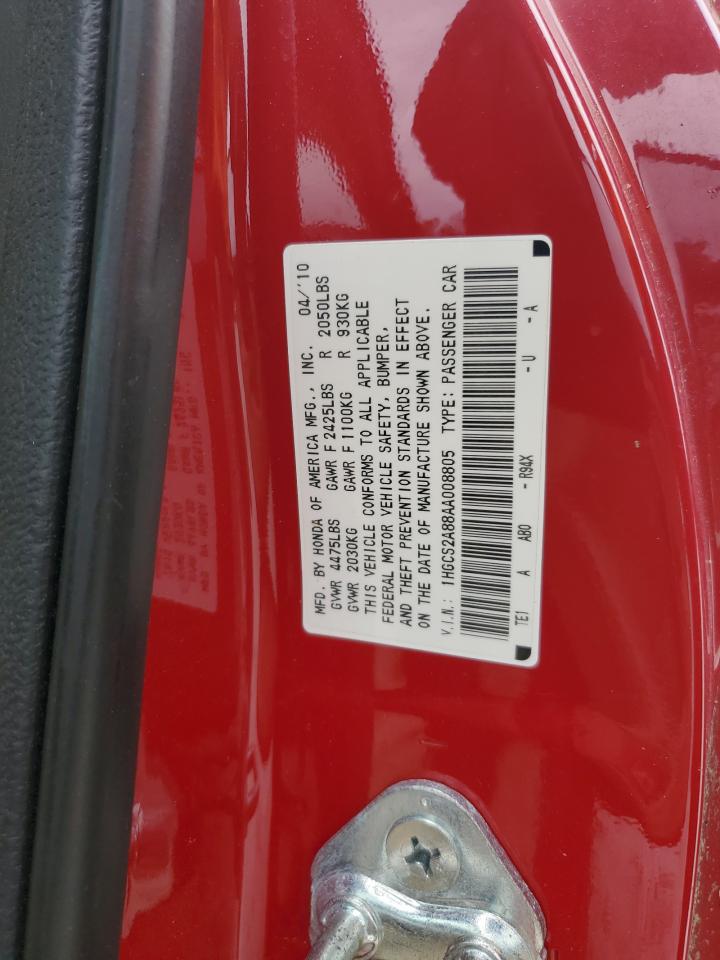 MFD. BY HONDA OF AMERICA MFG., INC. 04/'10
GVWR 4475LBS GAWR F 2425LBS R 2050LBS
GVWR 2030KG GAWR F 1100KG R 930KG
THIS VEHICLE CONFORMS TO ALL APPLICABLE
FEDERAL MOTOR VEHICLE SAFETY, BUMPER,
AND THEFT PREVENTION STANDARDS IN EFFECT
ON THE DATE OF MANUFACTURE SHOWN ABOVE.
V.I.N.: 1HGCS2A88AA008805 TYPE: PASSENGER CAR
TE1 A AB0 - R94X - U - A